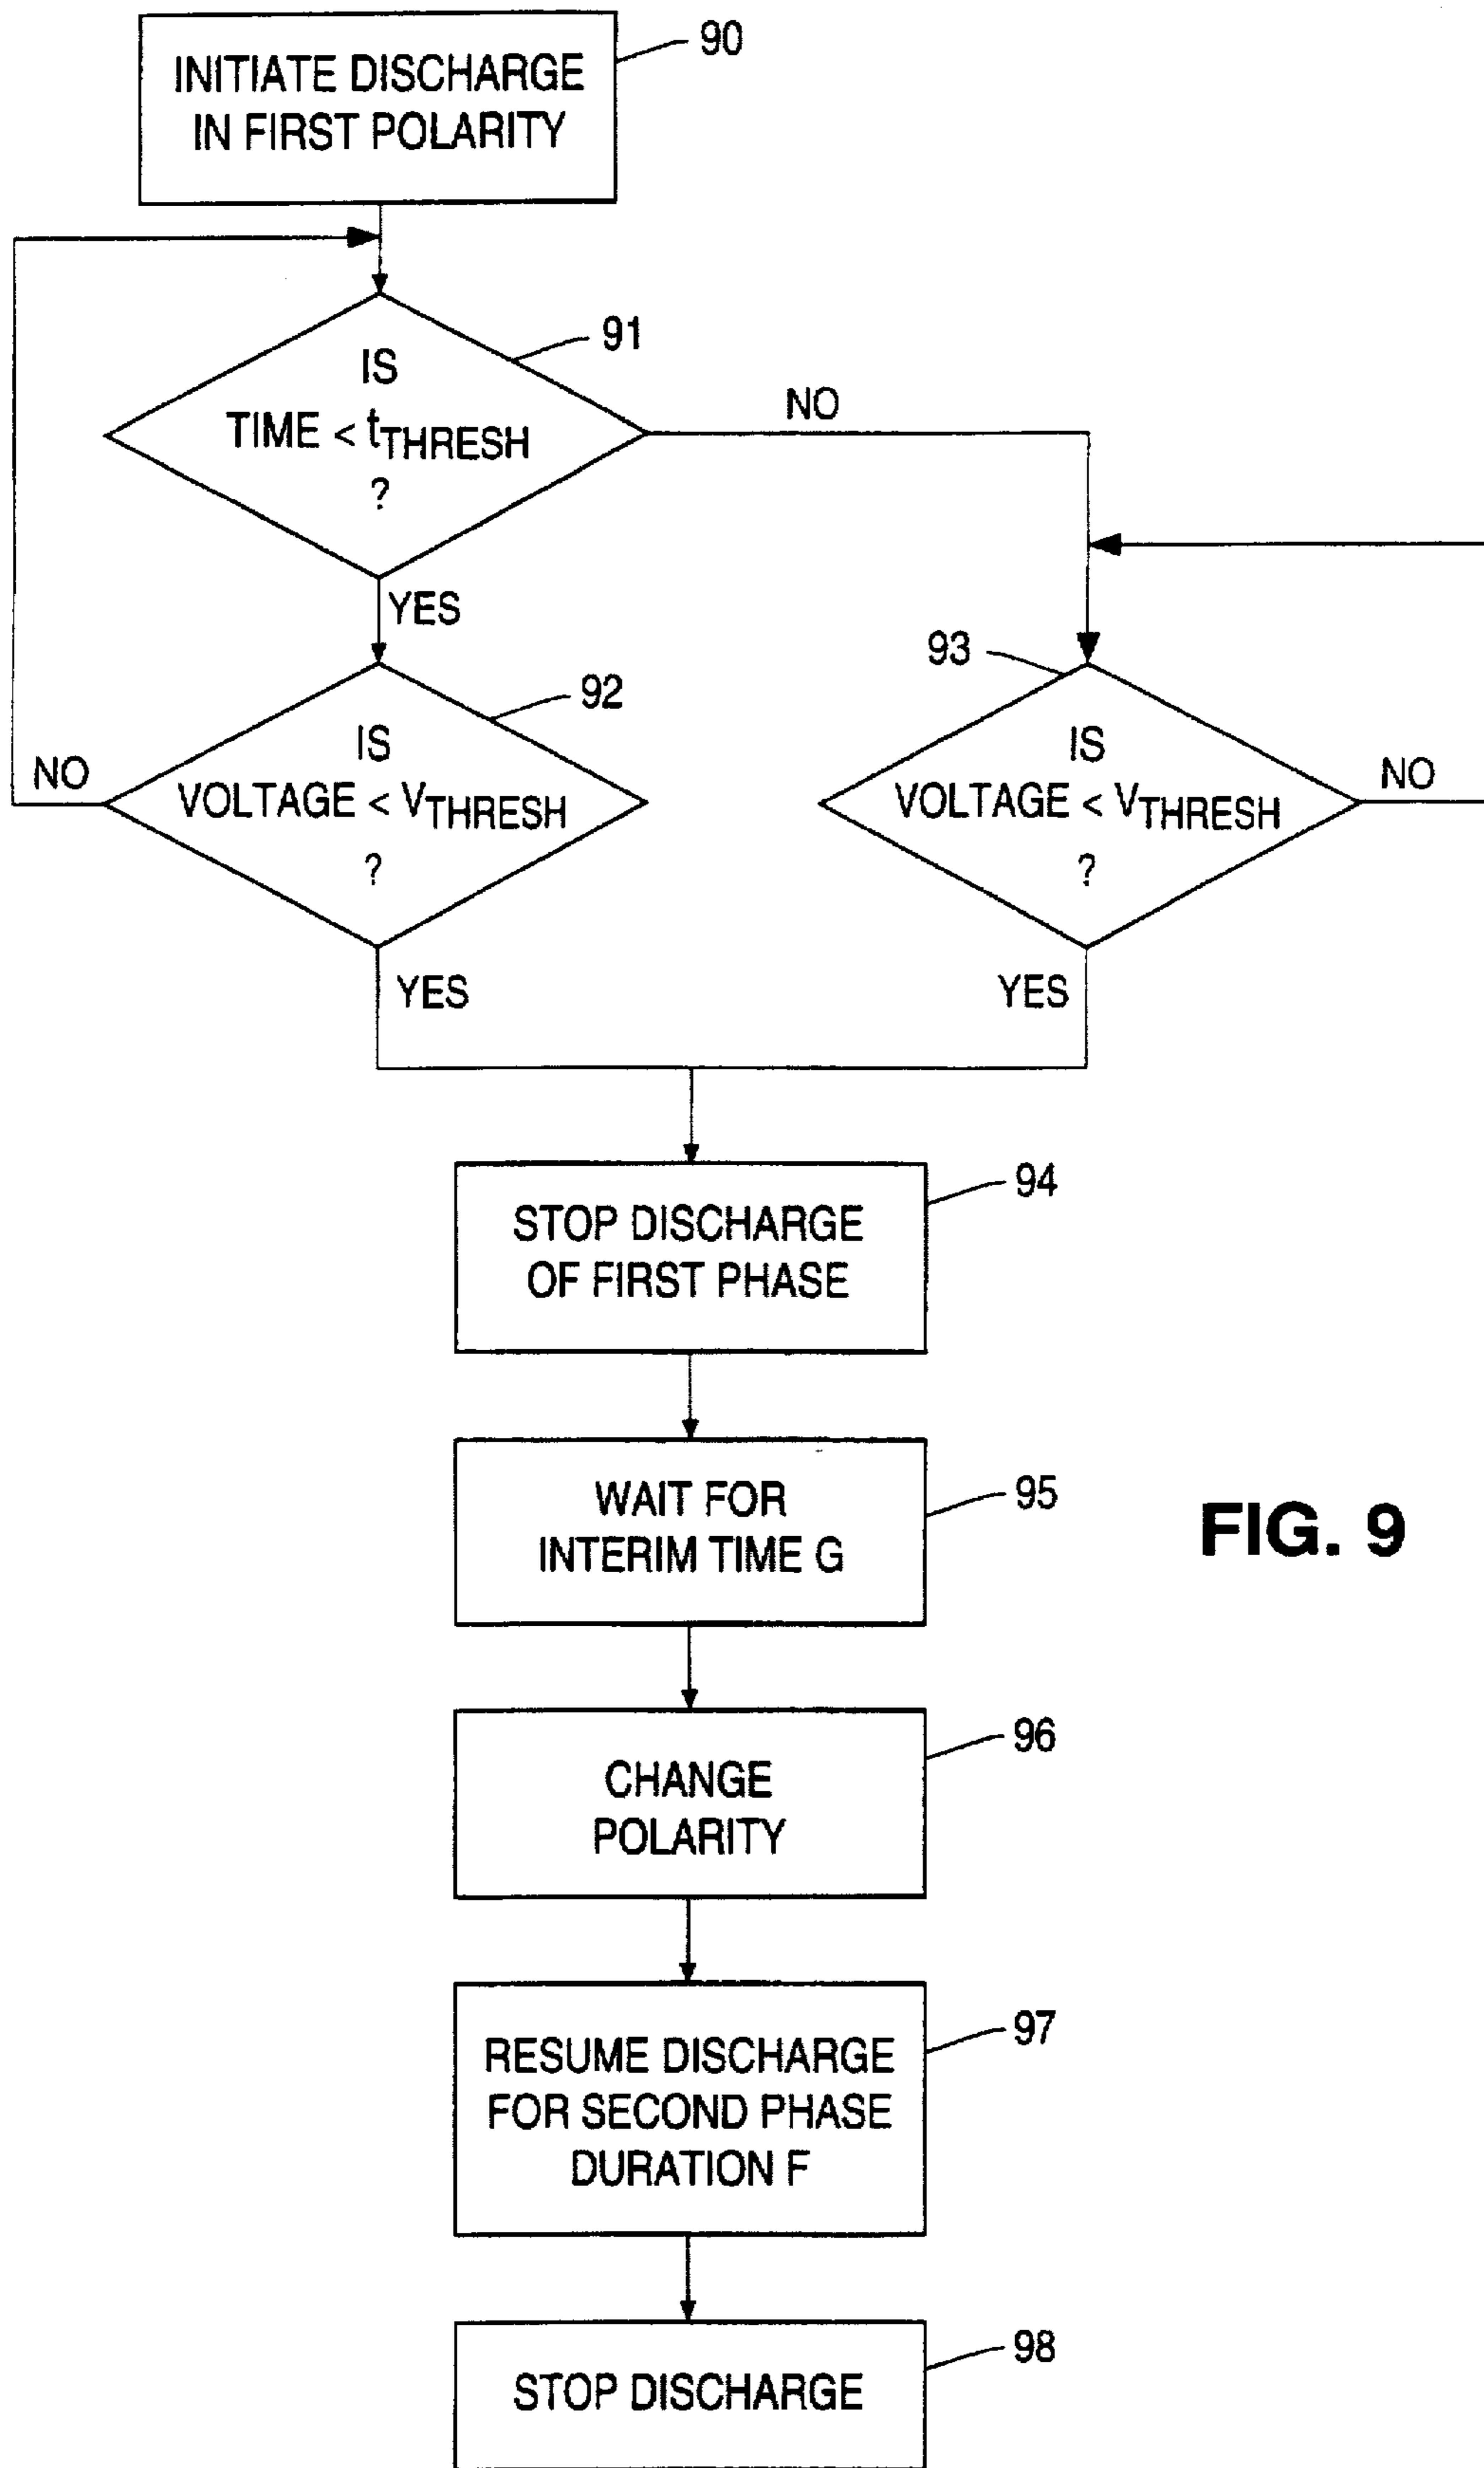 90
INITIATE DISCHARGE
IN FIRST POLARITY
91
IS
TIME < tTHRESH
?
NO
YES
92
IS
VOLTAGE < VTHRESH
?
NO
YES
93
IS
VOLTAGE < VTHRESH
?
NO
YES
94
STOP DISCHARGE
OF FIRST PHASE
95
WAIT FOR
INTERIM TIME G
FIG. 9
96
CHANGE
POLARITY
97
RESUME DISCHARGE
FOR SECOND PHASE
DURATION F
98
STOP DISCHARGE